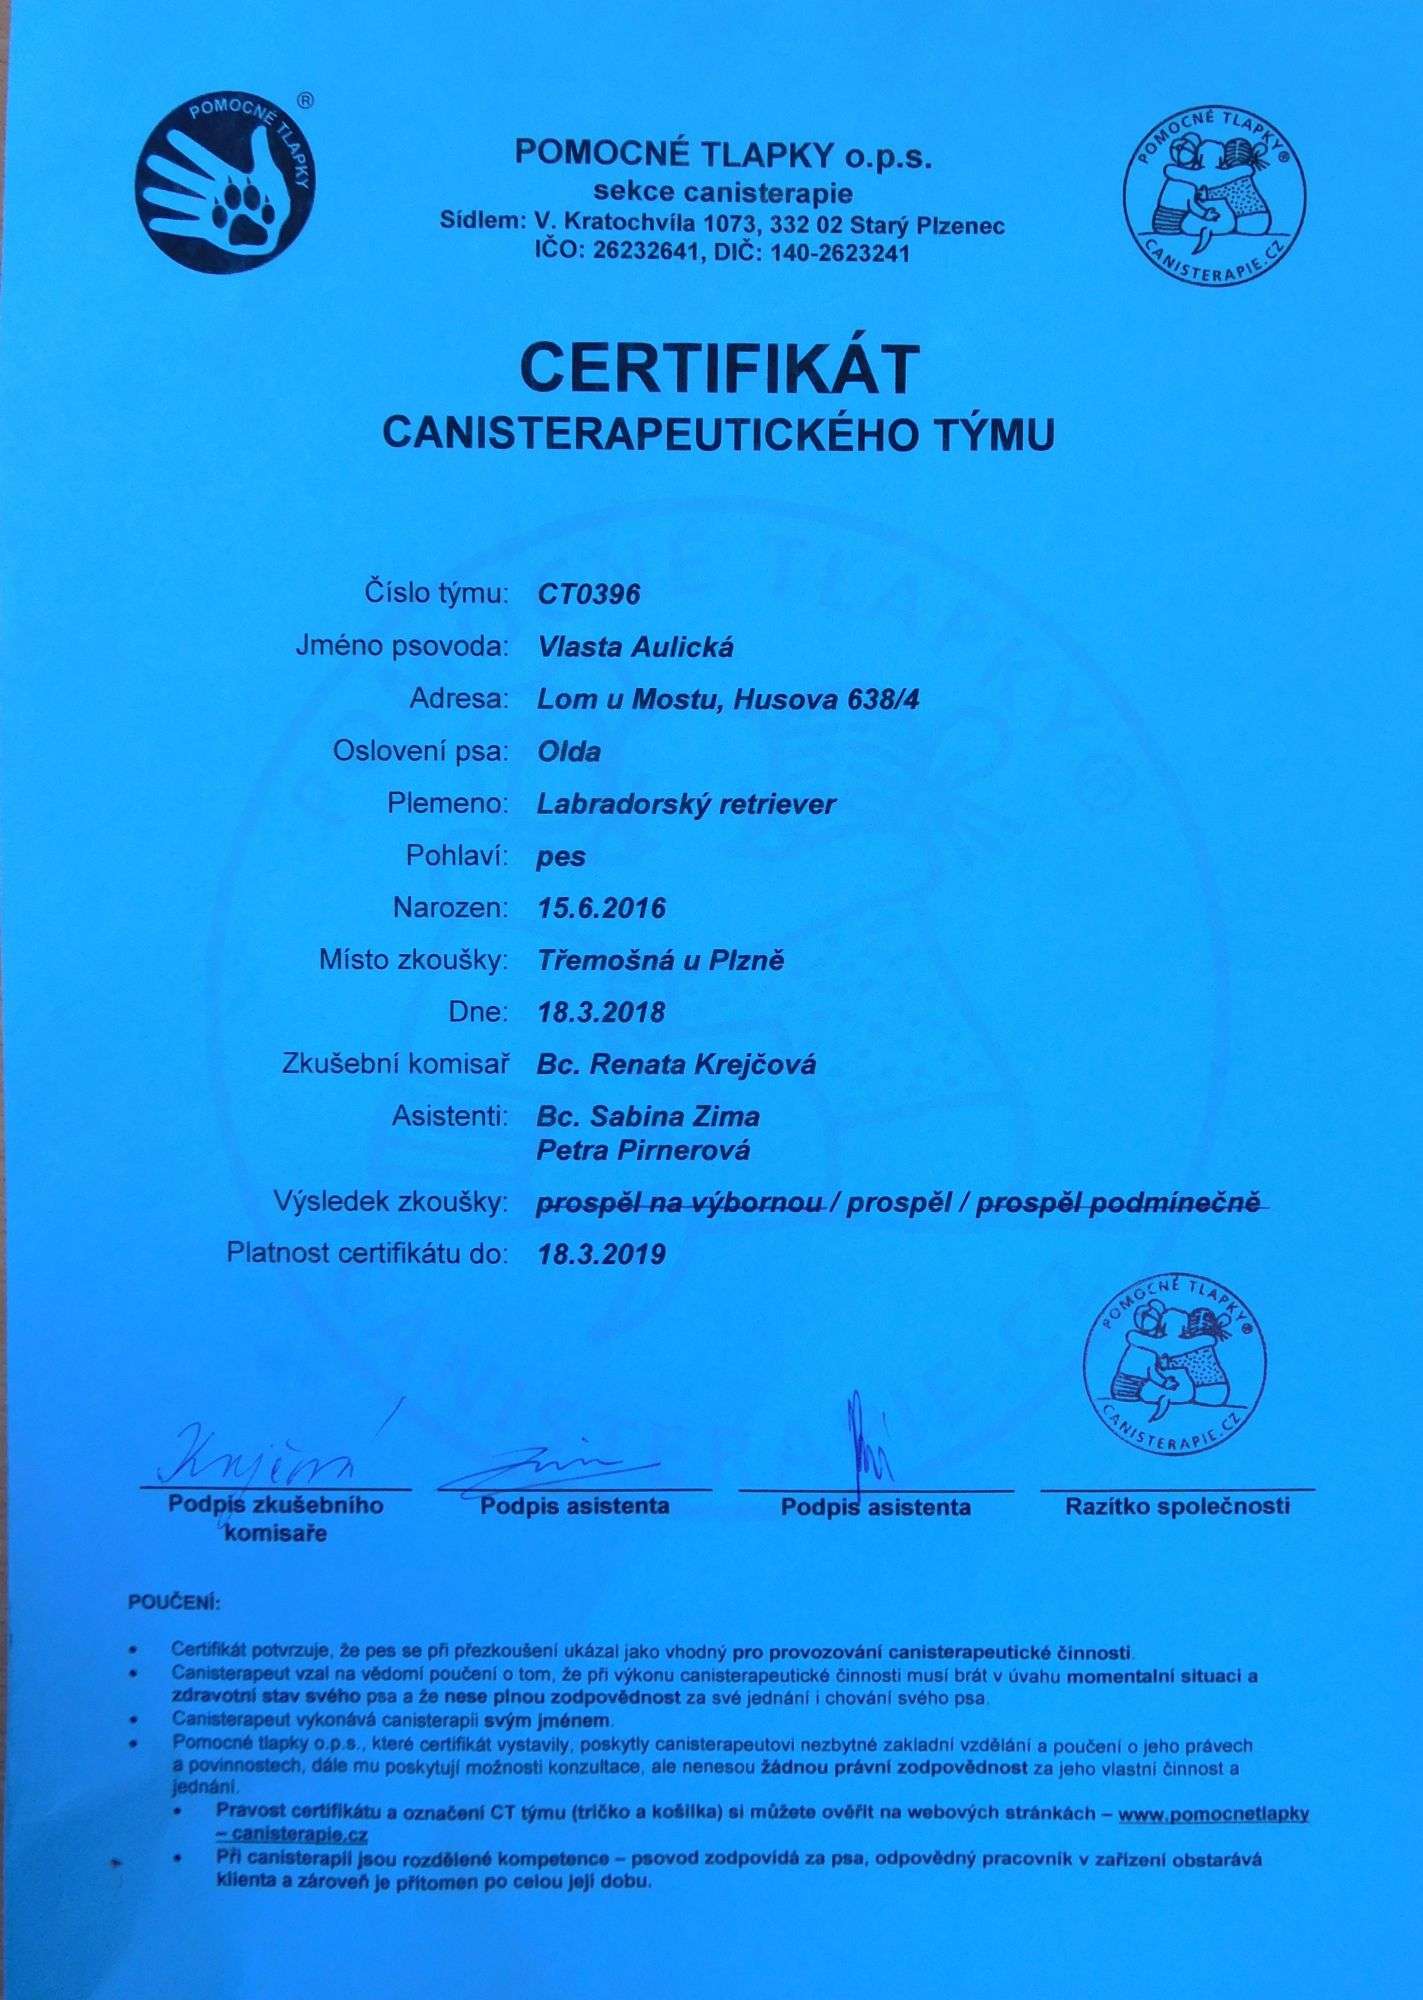 POMOCNÉ TLAPKY ®
POMOCNÉ TLAPKY o.p.s.
sekce canisterapie
Sídlem: V. Kratochvíla 1073, 332 02 Starý Plzenec
IČO: 26232641, DIČ: 140-2623241
POMOCNÉ TLAPKY®
CANISTERAPIE.CZ
CERTIFIKÁT
CANISTERAPEUTICKÉHO TÝMU
Číslo týmu: CT0396
Jméno psovoda: Vlasta Aulická
Adresa: Lom u Mostu, Husova 638/4
Oslovení psa: Olda
Plemeno: Labradorský retriever
Pohlaví: pes
Narozen: 15.6.2016
Místo zkoušky: Třemošná u Plzně
Dne: 18.3.2018
Zkušební komisař Bc. Renata Krejčová
Asistenti: Bc. Sabina Zima
Petra Pirnerová
Výsledek zkoušky: prospěl na výbornou / prospěl / prospěl podmínečně
Platnost certifikátu do: 18.3.2019
POMOCNÉ TLAPKY®
CANISTERAPIE.CZ
Krejčová
Podpis zkušebního
komisaře
Podpis asistenta
Podpis asistenta
Razítko společnosti
POUČENÍ:
• Certifikát potvrzuje, že pes se při přezkoušení ukázal jako vhodný pro provozování canisterapeutické činnosti.
• Canisterapeut vzal na vědomí poučení o tom, že při výkonu canisterapeutické činnosti musí brát v úvahu momentalní situaci a
zdravotní stav svého psa a že nese plnou zodpovědnost za své jednání i chování svého psa.
• Canisterapeut vykonává canisterapii svým jménem.
• Pomocné tlapky o.p.s., které certifikát vystavily, poskytly canisterapeutovi nezbytné zakladní vzdělání a poučení o jeho právech
a povinnostech, dále mu poskytují možnosti konzultace, ale nenesou žádnou právní zodpovědnost za jeho vlastní činnost a
jednání.
• Pravost certifikátu a označení CT týmu (tričko a košilka) si můžete ověřit na webových stránkách – www.pomocnetlapky
– canisterapie.cz
• Při canisterapii jsou rozdělené kompetence – psovod zodpovídá za psa, odpovědný pracovník v zařízení obstarává
klienta a zároveň je přítomen po celou její dobu.